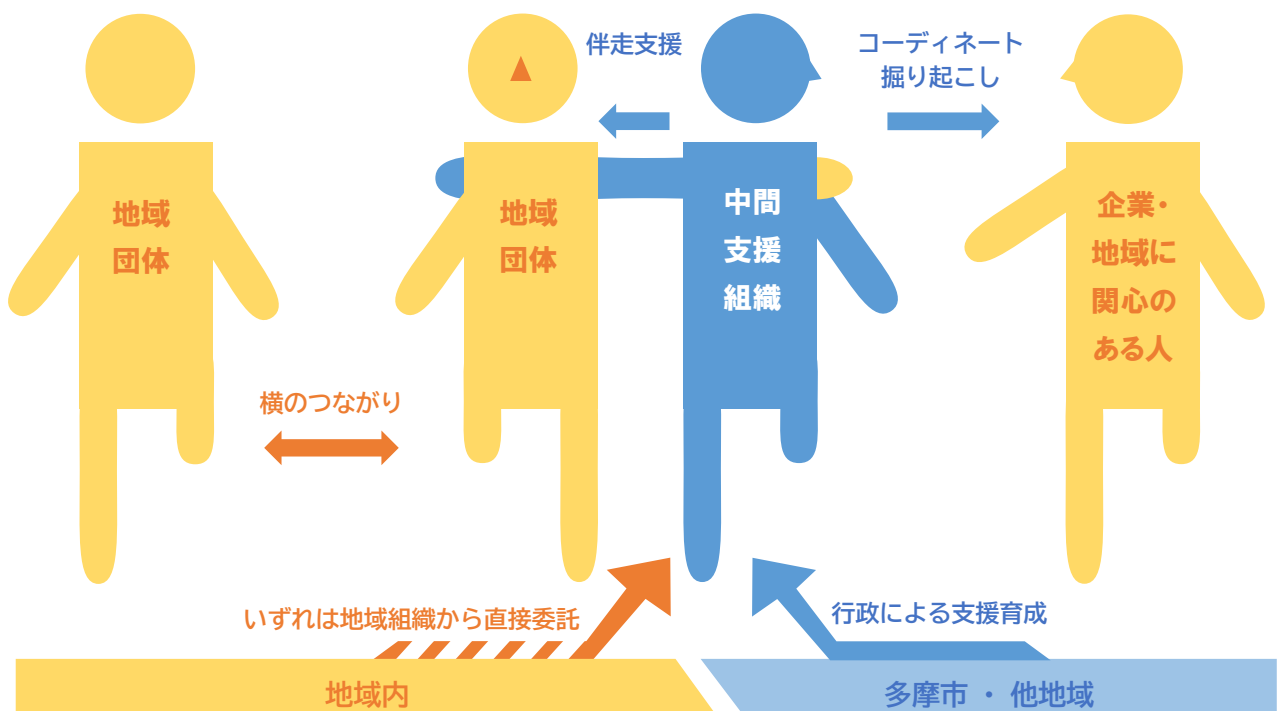 伴走支援
コーディネート
掘り起こし
地域
団体
地域
団体
中間
支援
組織
企業・
地域に
関心の
ある人
横のつながり
いずれは地域組織から直接委託
行政による支援育成
地域内
多摩市 ・ 他地域